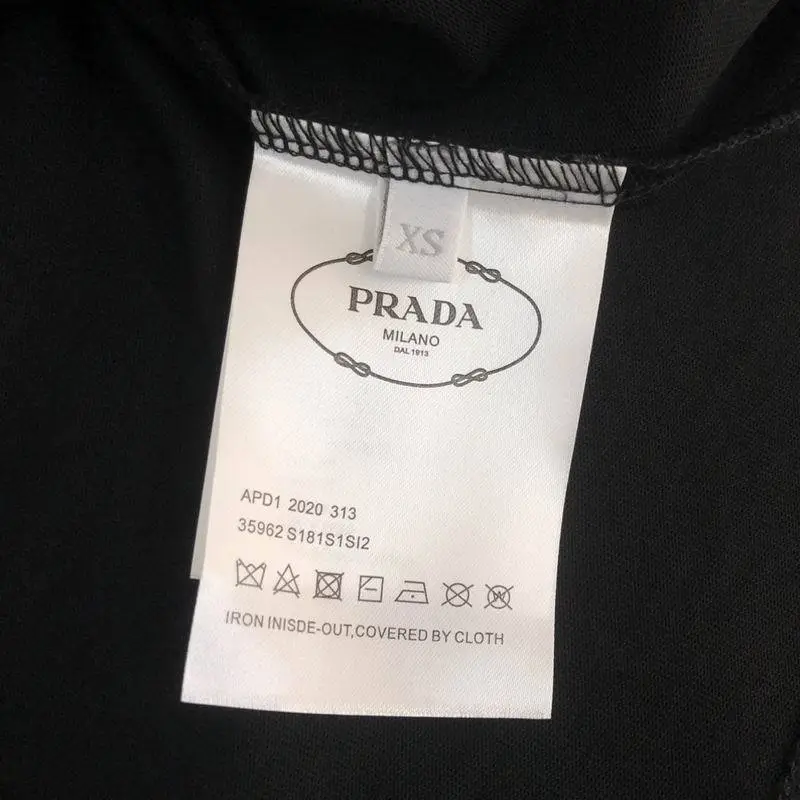 XS
PRADA
MILANO
DAL 1913
APD1 2020 313
35962 S181S1SI2
W
IRON INISDE-OUT,COVERED BY CLOTH